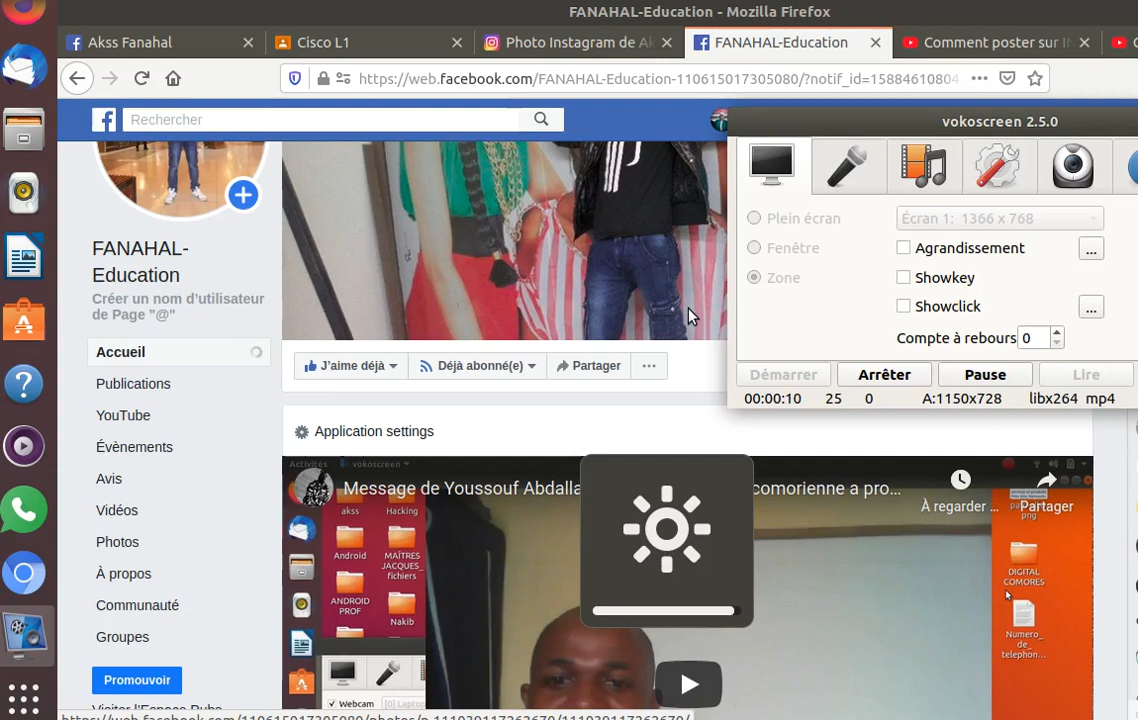 FANAHAL-Education - Mozilla Firefox
Akss Fanahal
Cisco L1
Photo Instagram de Ak
FANAHAL-Education
Comment poster sur IN
https://web.facebook.com/FANAHAL-Education-110615017305080/?notif_id=15884610804
Rechercher
vokoscreen 2.5.0
Plein écran
Écran 1: 1366 x 768
Fenêtre
Agrandissement
...
Zone
Showkey
Showclick
...
Compte à rebours 0
Démarrer
Arrêter
Pause
Lire
00:00:10 25 0 A:1150x728 libx264 mp4
FANAHAL-
Education
Créer un nom d'utilisateur
de Page "@"
Accueil
Publications
YouTube
Évènements
Avis
Vidéos
Photos
À propos
Communauté
Groupes
Promouvoir
J'aime déjà
Déjà abonné(e)
Partager
Application settings
Activités
vokoscreen
Message de Youssouf Abdalla
comorienne a pro...
À regarder ...
Partager
akss
Hacking
Android
MAÎTRES
JACQUES_
fichiers
ANDROID
PROF
Nakib
Webcam
png
DIGITAL
COMORES
Numero_
de_
telephon...